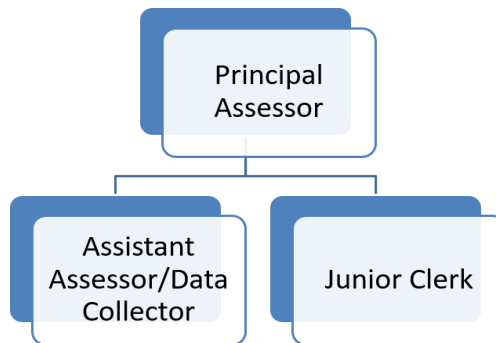 Principal
Assessor
Assistant
Assessor/Data
Collector
Junior Clerk